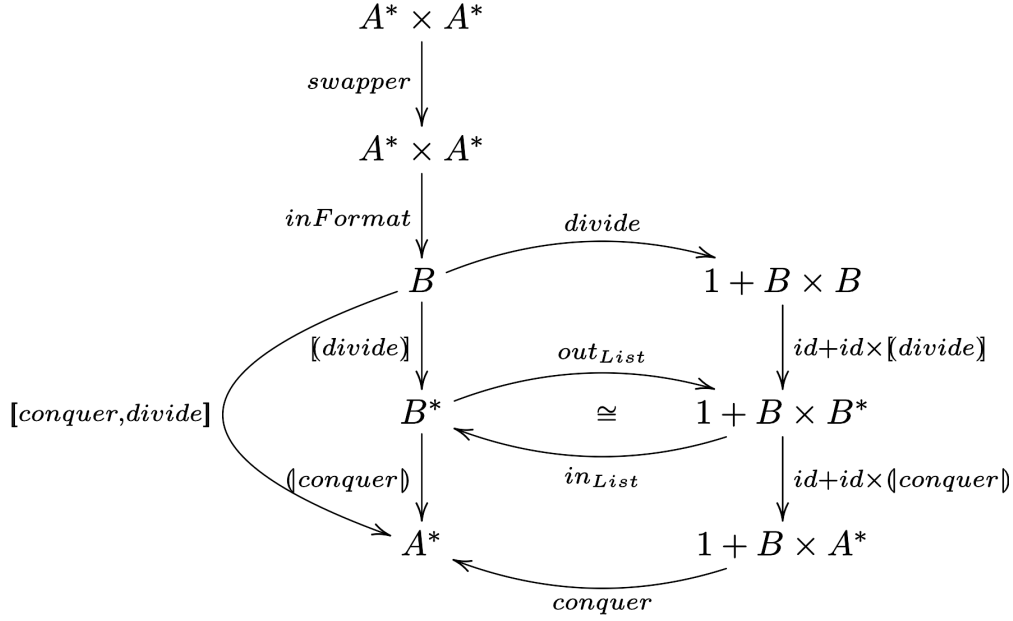 A* × A*
swapper
A* × A*
inFormat
divide
B
1 + B × B
⟦(divide)⟧
id+id×⟦(divide)⟧
out_List
[conquer,divide]
B*
≅
1 + B × B*
in_List
⦇conquer⦈
id+id×⦇conquer⦈
A*
1 + B × A*
conquer